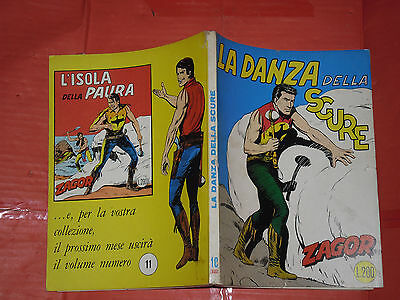 L'ISOLA
DELLA PAURA
ZAGOR
...e, per la vostra
collezione,
il prossimo mese uscirà
il volume numero 11
LA DANZA DELLA SCURE
LA DANZA
DELLA
SCURE
ZAGOR